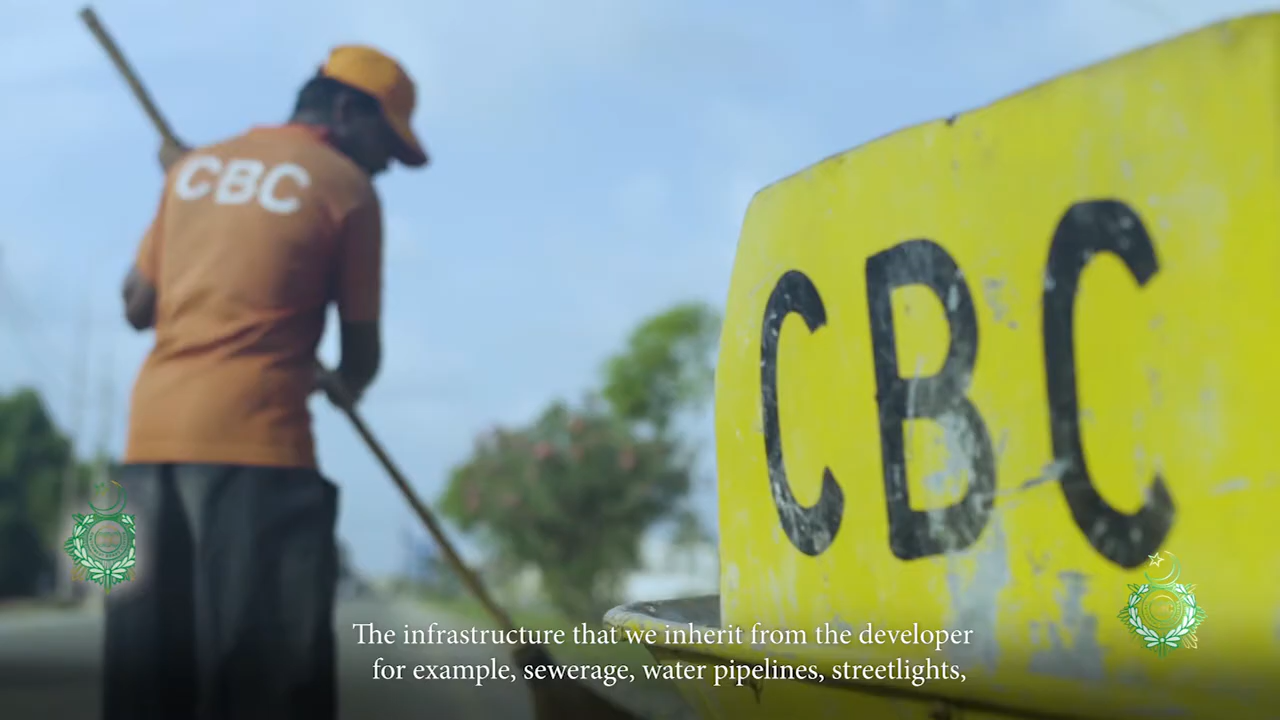 CBC
CBC
The infrastructure that we inherit from the developer
for example, sewerage, water pipelines, streetlights,